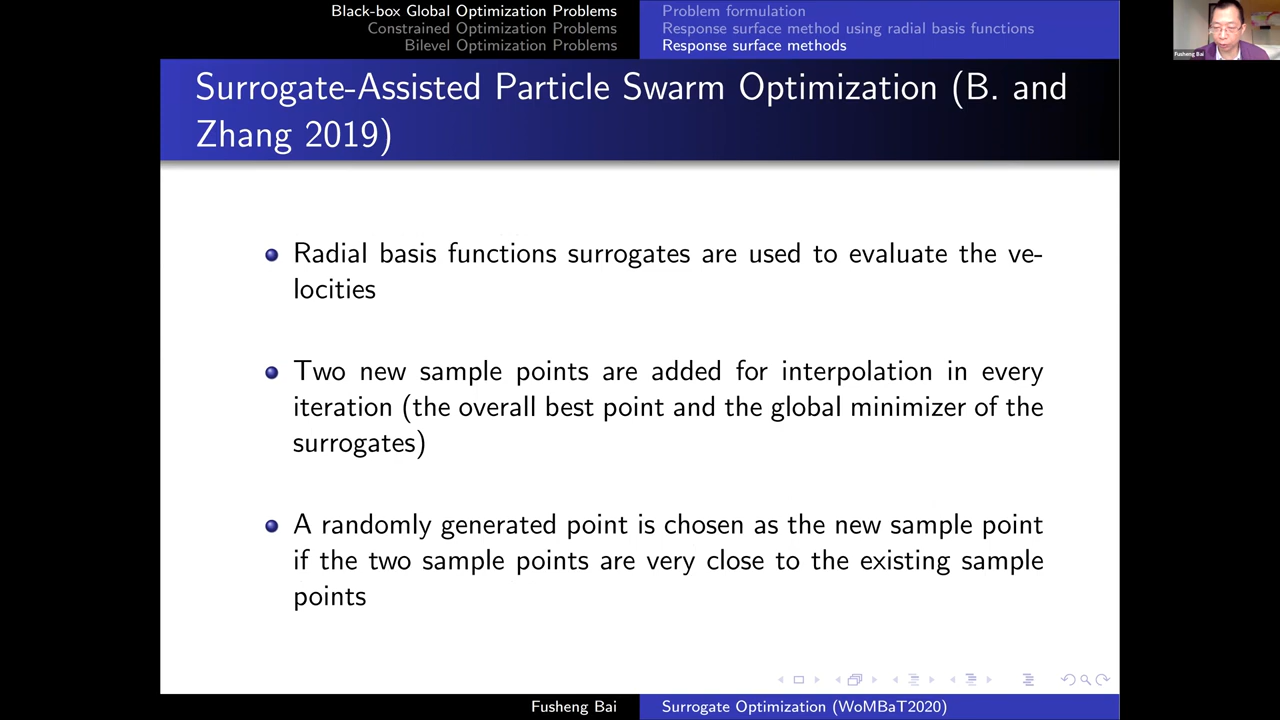 Black-box Global Optimization Problems
Constrained Optimization Problems
Bilevel Optimization Problems
Problem formulation
Response surface method using radial basis functions
Response surface methods
Fusheng Bai
Surrogate-Assisted Particle Swarm Optimization (B. and
Zhang 2019)
Radial basis functions surrogates are used to evaluate the ve-
locities
Two new sample points are added for interpolation in every
iteration (the overall best point and the global minimizer of the
surrogates)
A randomly generated point is chosen as the new sample point
if the two sample points are very close to the existing sample
points
Fusheng Bai
Surrogate Optimization (WoMBaT2020)